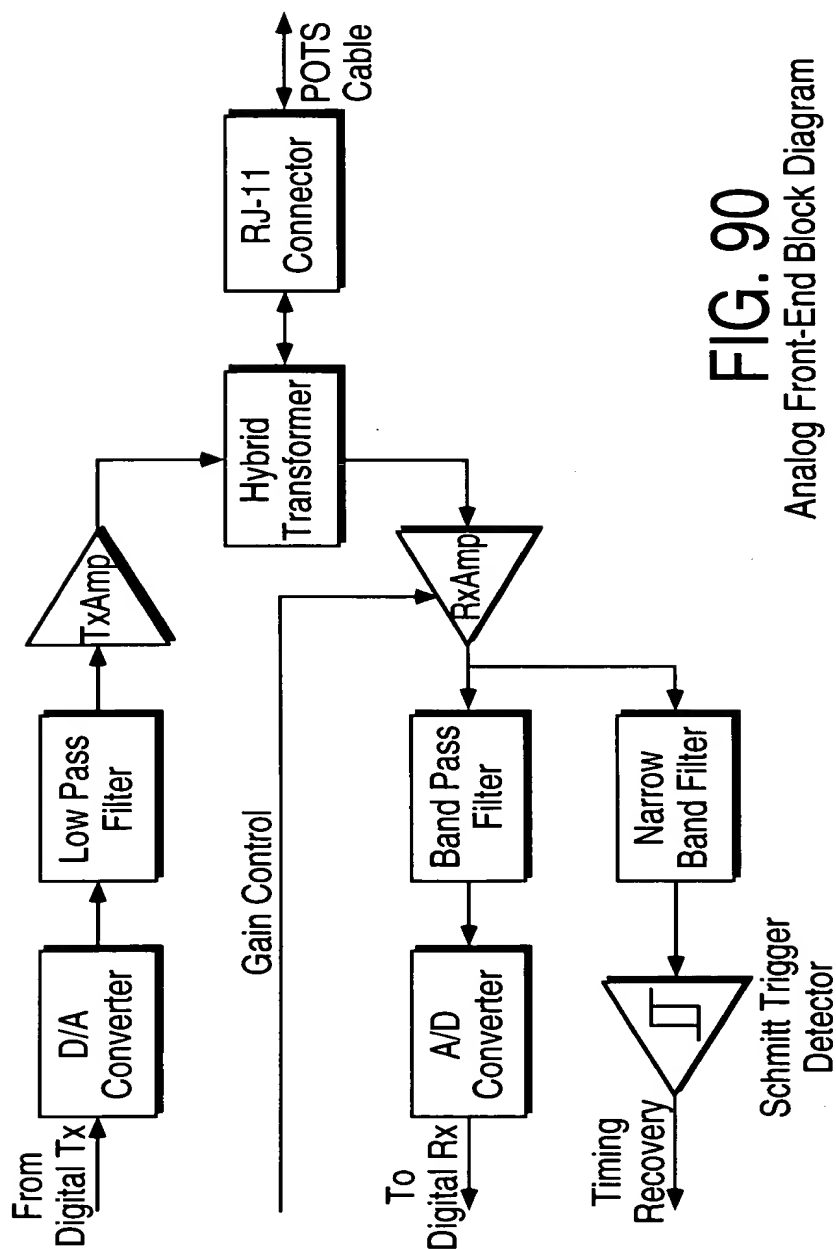 From
Digital Tx
D/A
Converter
Low Pass
Filter
TxAmp
Hybrid
Transformer
RJ-11
Connector
POTS
Cable
Gain Control
RxAmp
To
Digital Rx
A/D
Converter
Band Pass
Filter
Timing
Recovery
Schmitt Trigger
Detector
Narrow
Band Filter
FIG. 90
Analog Front-End Block Diagram